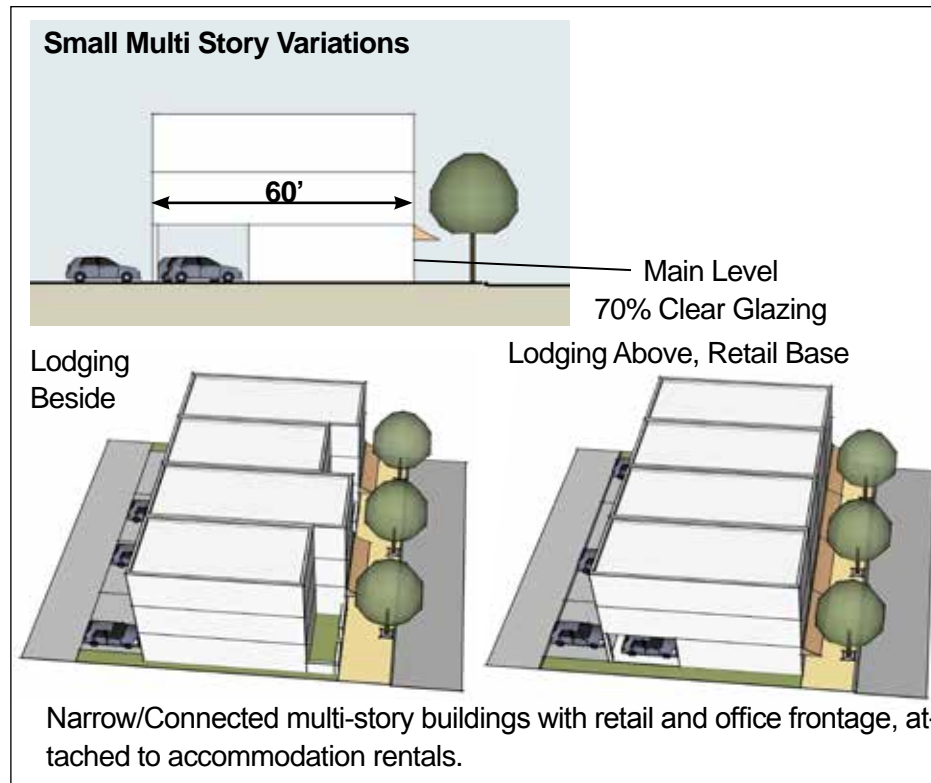 Small Multi Story Variations
60’
Main Level
70% Clear Glazing
Lodging
Beside
Lodging Above, Retail Base
Narrow/Connected multi-story buildings with retail and office frontage, at-
tached to accommodation rentals.